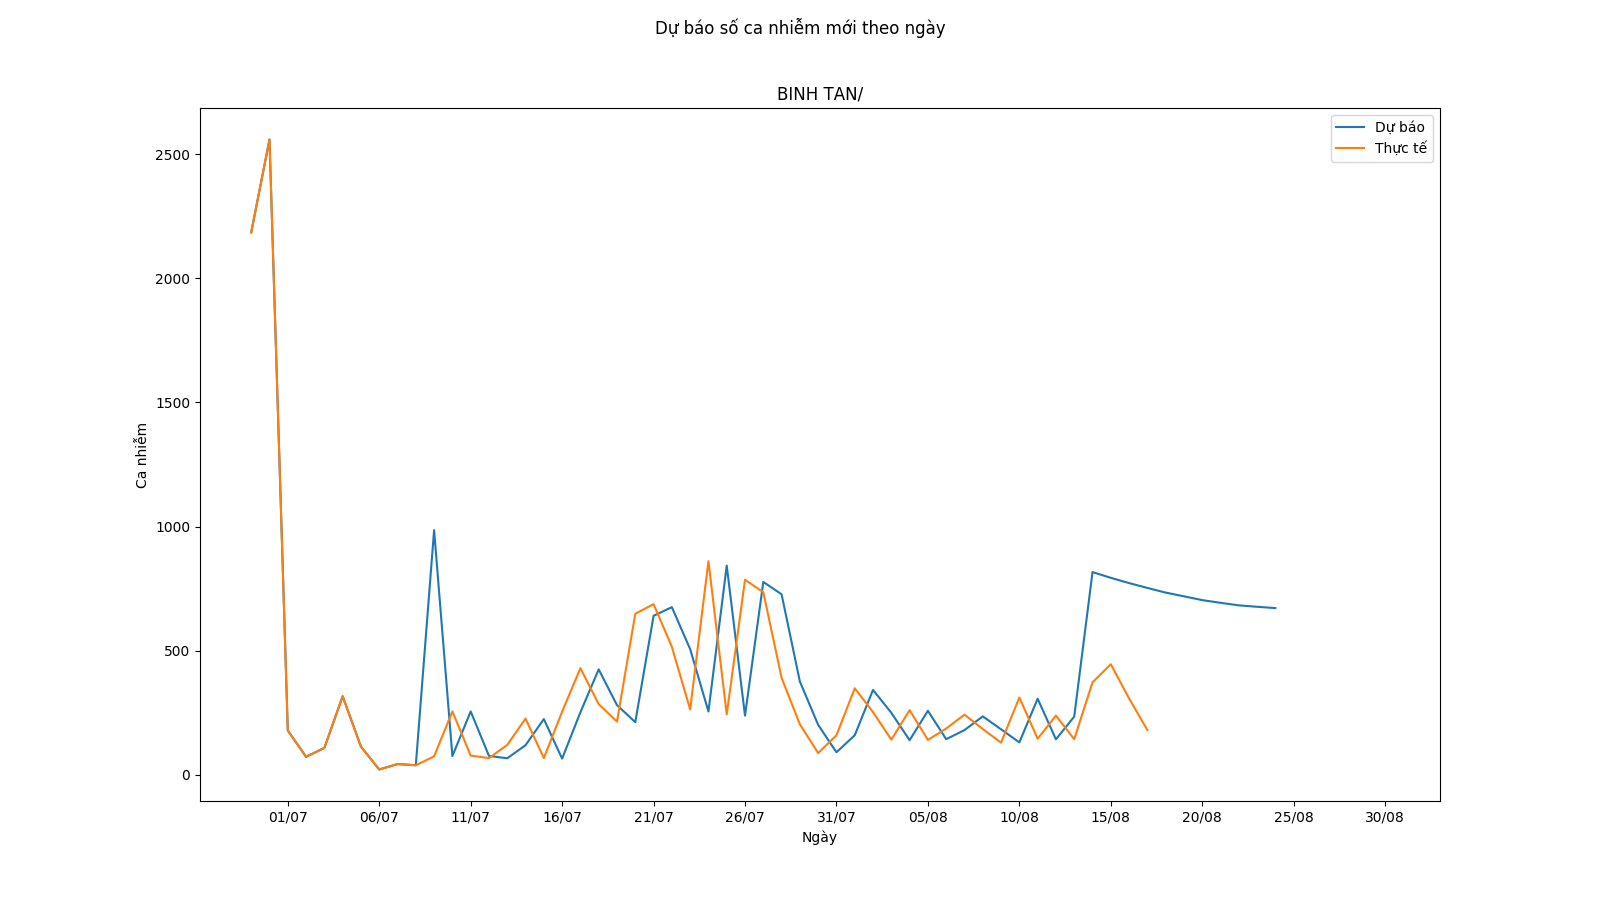 Dự báo số ca nhiễm mới theo ngày
BINH TAN/
Dự báo
Thực tế
2500
2000
1500
1000
500
0
Ca nhiễm
01/07 06/07 11/07 16/07 21/07 26/07 31/07 05/08 10/08 15/08 20/08 25/08 30/08
Ngày